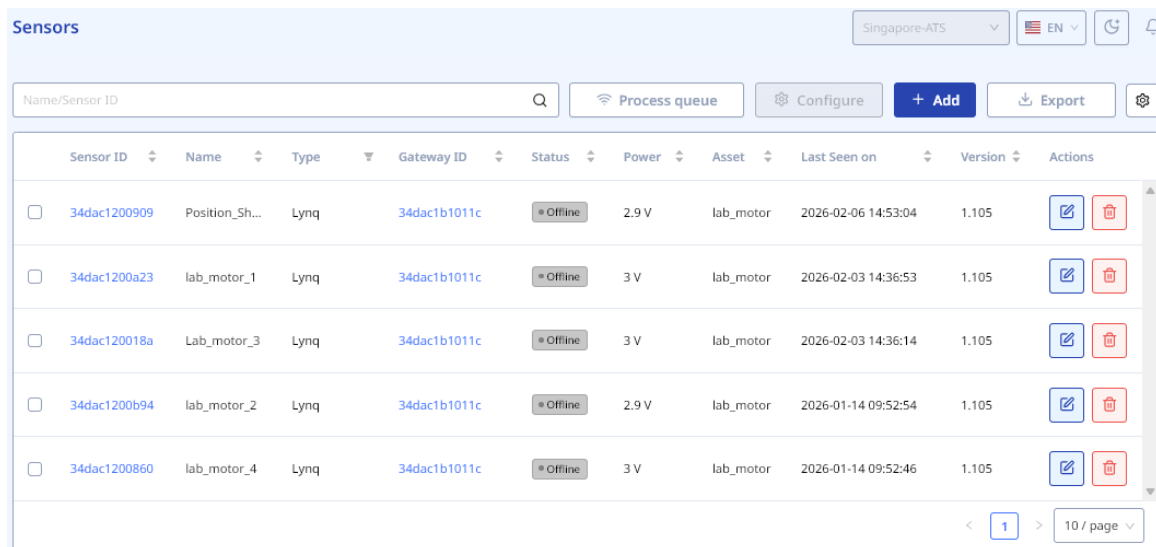 Sensors
Singapore-ATS
EN
Name/Sensor ID
Process queue
Configure
+ Add
Export
Sensor ID Name Type Gateway ID Status Power Asset Last Seen on Version Actions
34dac1200909 Position_Sh... Lynq 34dac1b1011c Offline 2.9 V lab_motor 2026-02-06 14:53:04 1.105
34dac1200a23 lab_motor_1 Lynq 34dac1b1011c Offline 3 V lab_motor 2026-02-03 14:36:53 1.105
34dac120018a Lab_motor_3 Lynq 34dac1b1011c Offline 3 V lab_motor 2026-02-03 14:36:14 1.105
34dac1200b94 lab_motor_2 Lynq 34dac1b1011c Offline 2.9 V lab_motor 2026-01-14 09:52:54 1.105
34dac1200860 lab_motor_4 Lynq 34dac1b1011c Offline 3 V lab_motor 2026-01-14 09:52:46 1.105
< 1 > 10 / page